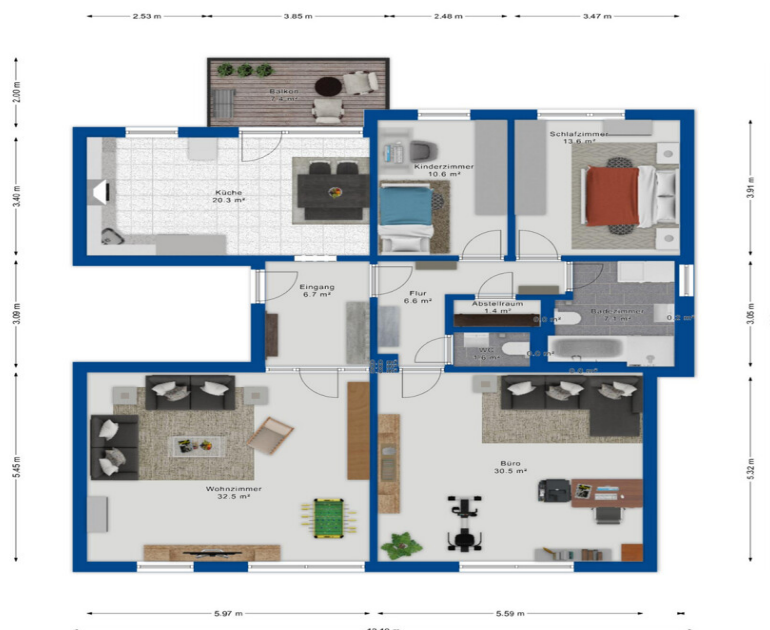 2.53 m
3.85 m
2.48 m
3.47 m
2.00 m
3.40 m
3.09 m
5.45 m
3.91 m
3.05 m
5.32 m
Balkon
Küche
20.3 m²
Kinderzimmer
10.6 m²
Schlafzimmer
13.6 m²
Eingang
6.7 m²
Flur
6.6 m²
Abstellraum
1.4 m²
Badezimmer
WC
Wohnzimmer
32.5 m²
Büro
30.5 m²
5.97 m
5.59 m